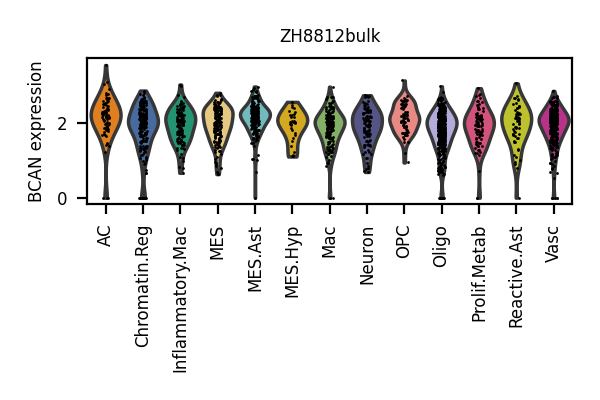 ZH8812bulk
BCAN expression
2
0
AC
Chromatin.Reg
Inflammatory.Mac
MES
MES.Ast
MES.Hyp
Mac
Neuron
OPC
Oligo
Prolif.Metab
Reactive.Ast
Vasc